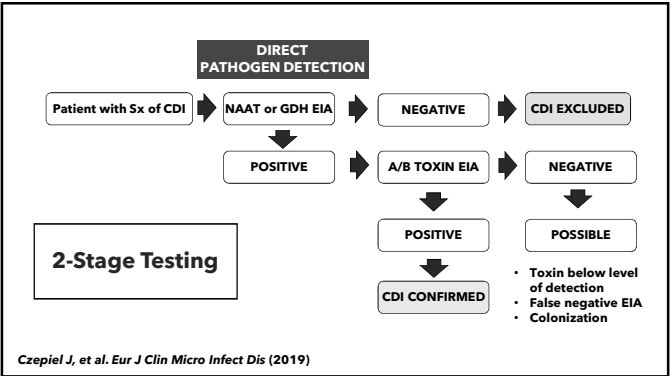 DIRECT
PATHOGEN DETECTION
Patient with Sx of CDI
NAAT or GDH EIA
NEGATIVE
CDI EXCLUDED
POSITIVE
A/B TOXIN EIA
NEGATIVE
POSITIVE
POSSIBLE
2-Stage Testing
CDI CONFIRMED
• Toxin below level
of detection
• False negative EIA
• Colonization
Czepiel J, et al. Eur J Clin Micro Infect Dis (2019)